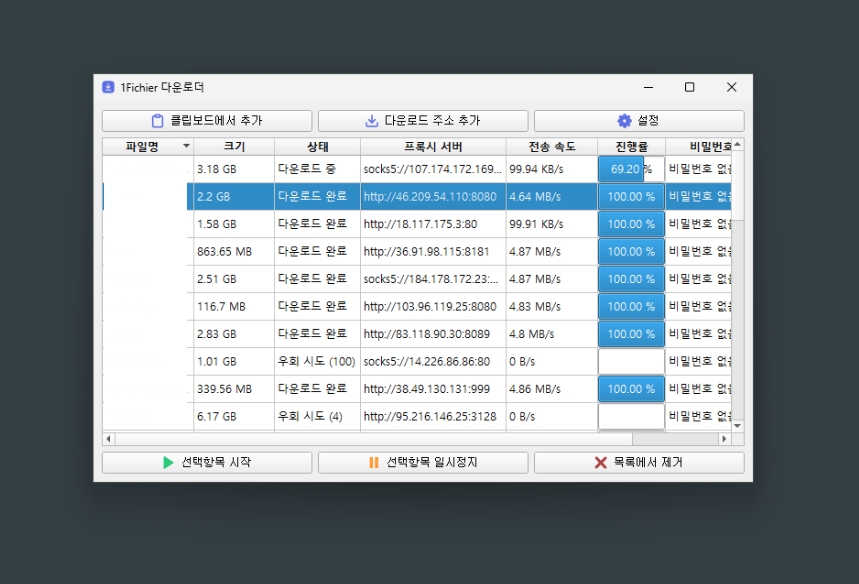 1Fichier 다운로더
클립보드에서 추가 다운로드 주소 추가 설정
파일명 크기 상태 프록시 서버 전송 속도 진행률 비밀번호
3.18 GB 다운로드 중 socks5://107.174.172.169... 99.94 KB/s 69.20 % 비밀번호 없음
2.2 GB 다운로드 완료 http://46.209.54.110:8080 4.64 MB/s 100.00 % 비밀번호 없음
1.58 GB 다운로드 완료 http://18.117.175.3:80 99.91 KB/s 100.00 % 비밀번호 없음
863.65 MB 다운로드 완료 http://36.91.98.115:8181 4.87 MB/s 100.00 % 비밀번호 없음
2.51 GB 다운로드 완료 socks5://184.178.172.23:... 4.87 MB/s 100.00 % 비밀번호 없음
116.7 MB 다운로드 완료 http://103.96.119.25:8080 4.83 MB/s 100.00 % 비밀번호 없음
2.83 GB 다운로드 완료 http://83.118.90.30:8089 4.8 MB/s 100.00 % 비밀번호 없음
1.01 GB 우회 시도 (100) socks5://14.226.86.86:80 0 B/s 비밀번호 없음
339.56 MB 다운로드 완료 http://38.49.130.131:999 4.86 MB/s 100.00 % 비밀번호 없음
6.17 GB 우회 시도 (4) http://95.216.146.25:3128 0 B/s 비밀번호 없음
선택항목 시작 선택항목 일시정지 목록에서 제거